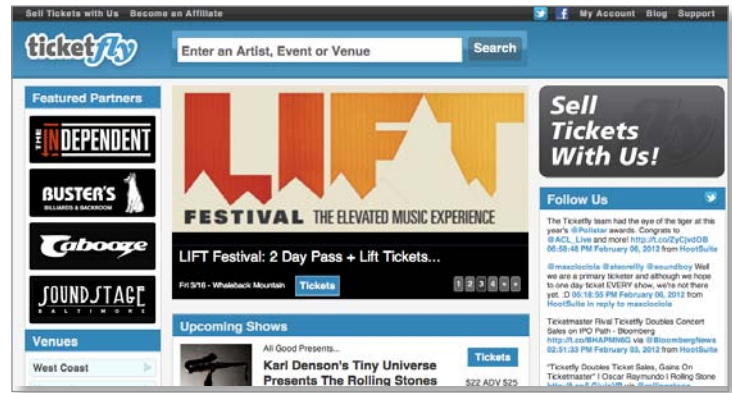 Sell Tickets with Us Become an Affiliate
My Account Blog Support
ticketfly
Enter an Artist, Event or Venue
Search
Featured Partners
THE INDEPENDENT
BUSTER'S
BILLIARDS & BACKROOM
Cabooze
SOUNDSTAGE
BALTIMORE
Venues
West Coast
LIFT
FESTIVAL THE ELEVATED MUSIC EXPERIENCE
LIFT Festival: 2 Day Pass + Lift Tickets...
Fri 3/16 - Whaleback Mountain Tickets
1 2 3 4 « »
Upcoming Shows
All Good Presents...
Karl Denson's Tiny Universe
Presents The Rolling Stones
Tickets
$22 ADV $25
Sell
Tickets
With Us!
Follow Us
The Ticketfly team had the eye of the tiger at this
year's @Pollstar awards. Congrats to
@ACL_Live and more! http://t.co/ZyCjvdOB
06:58:48 PM February 06, 2012 from
HootSuite
@maxciociola @steoreilly @soundboy Well
we are a primary ticketer and although we hope
to one day ticket EVERY show, we're not there
yet. :D 05:18:55 PM February 06, 2012 from
HootSuite in reply to maxciociola
Ticketmaster Rival Ticketfly Doubles Concert
Sales on IPO Path - Bloomberg
http://t.co/BHAPMN6G via @BloombergNews
02:51:33 PM February 03, 2012 from HootSuite
"Ticketfly Doubles Ticket Sales, Gains On
Ticketmaster" | Oscar Raymundo | Rolling Stone